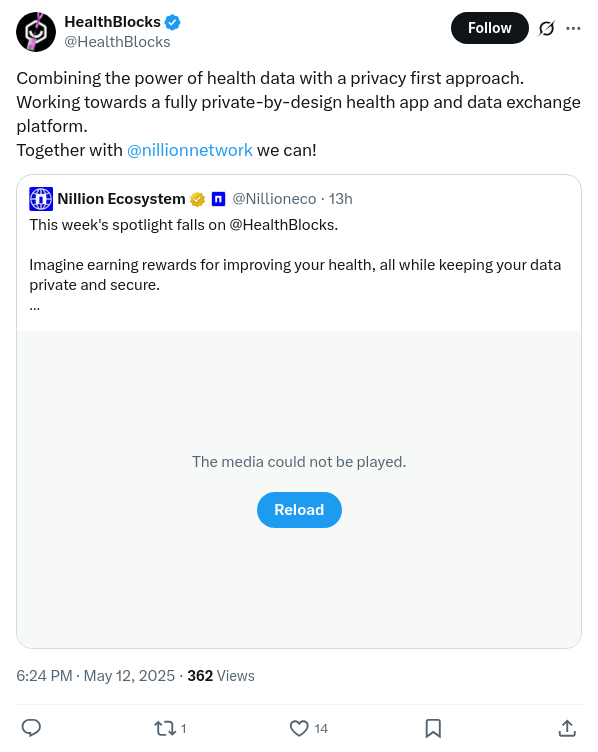 HealthBlocks
@HealthBlocks
Follow
Combining the power of health data with a privacy first approach.
Working towards a fully private-by-design health app and data exchange
platform.
Together with @nillionnetwork we can!
Nillion Ecosystem @Nillioneco · 13h
This week's spotlight falls on @HealthBlocks.
Imagine earning rewards for improving your health, all while keeping your data
private and secure.
...
The media could not be played.
Reload
6:24 PM · May 12, 2025 · 362 Views
1 14